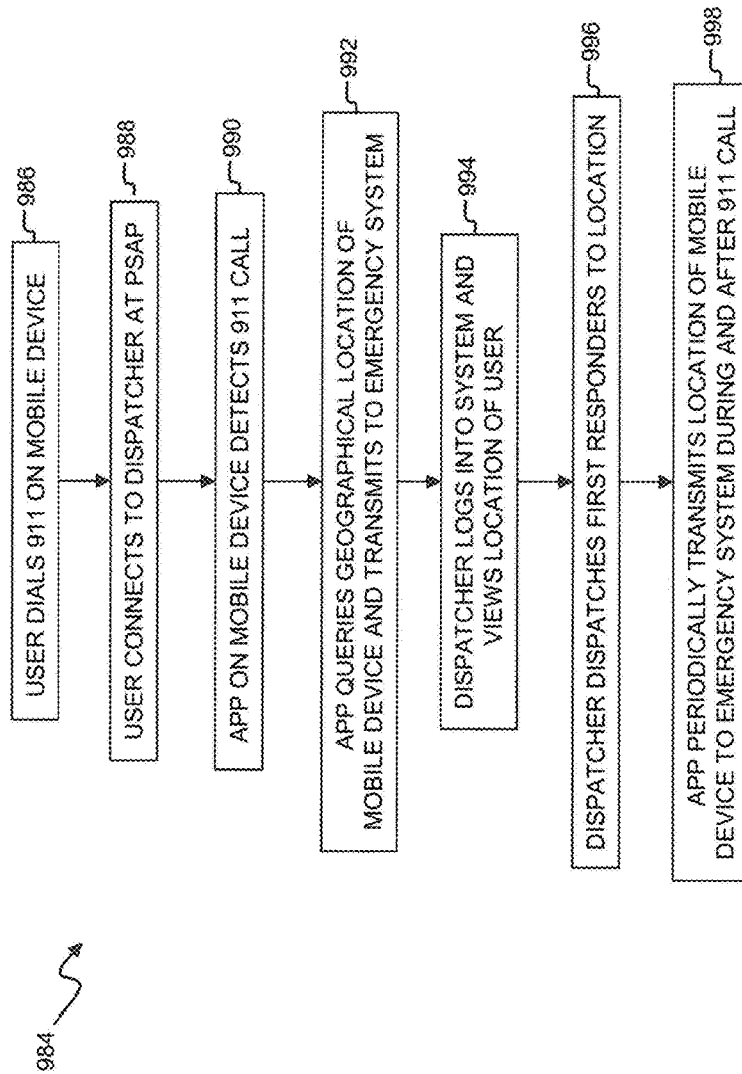 984
986
USER DIALS 911 ON MOBILE DEVICE
988
USER CONNECTS TO DISPATCHER AT PSAP
990
APP ON MOBILE DEVICE DETECTS 911 CALL
992
APP QUERIES GEOGRAPHICAL LOCATION OF
MOBILE DEVICE AND TRANSMITS TO EMERGENCY SYSTEM
994
DISPATCHER LOGS INTO SYSTEM AND
VIEWS LOCATION OF USER
996
DISPATCHER DISPATCHES FIRST RESPONDERS TO LOCATION
998
APP PERIODICALLY TRANSMITS LOCATION OF MOBILE
DEVICE TO EMERGENCY SYSTEM DURING AND AFTER 911 CALL